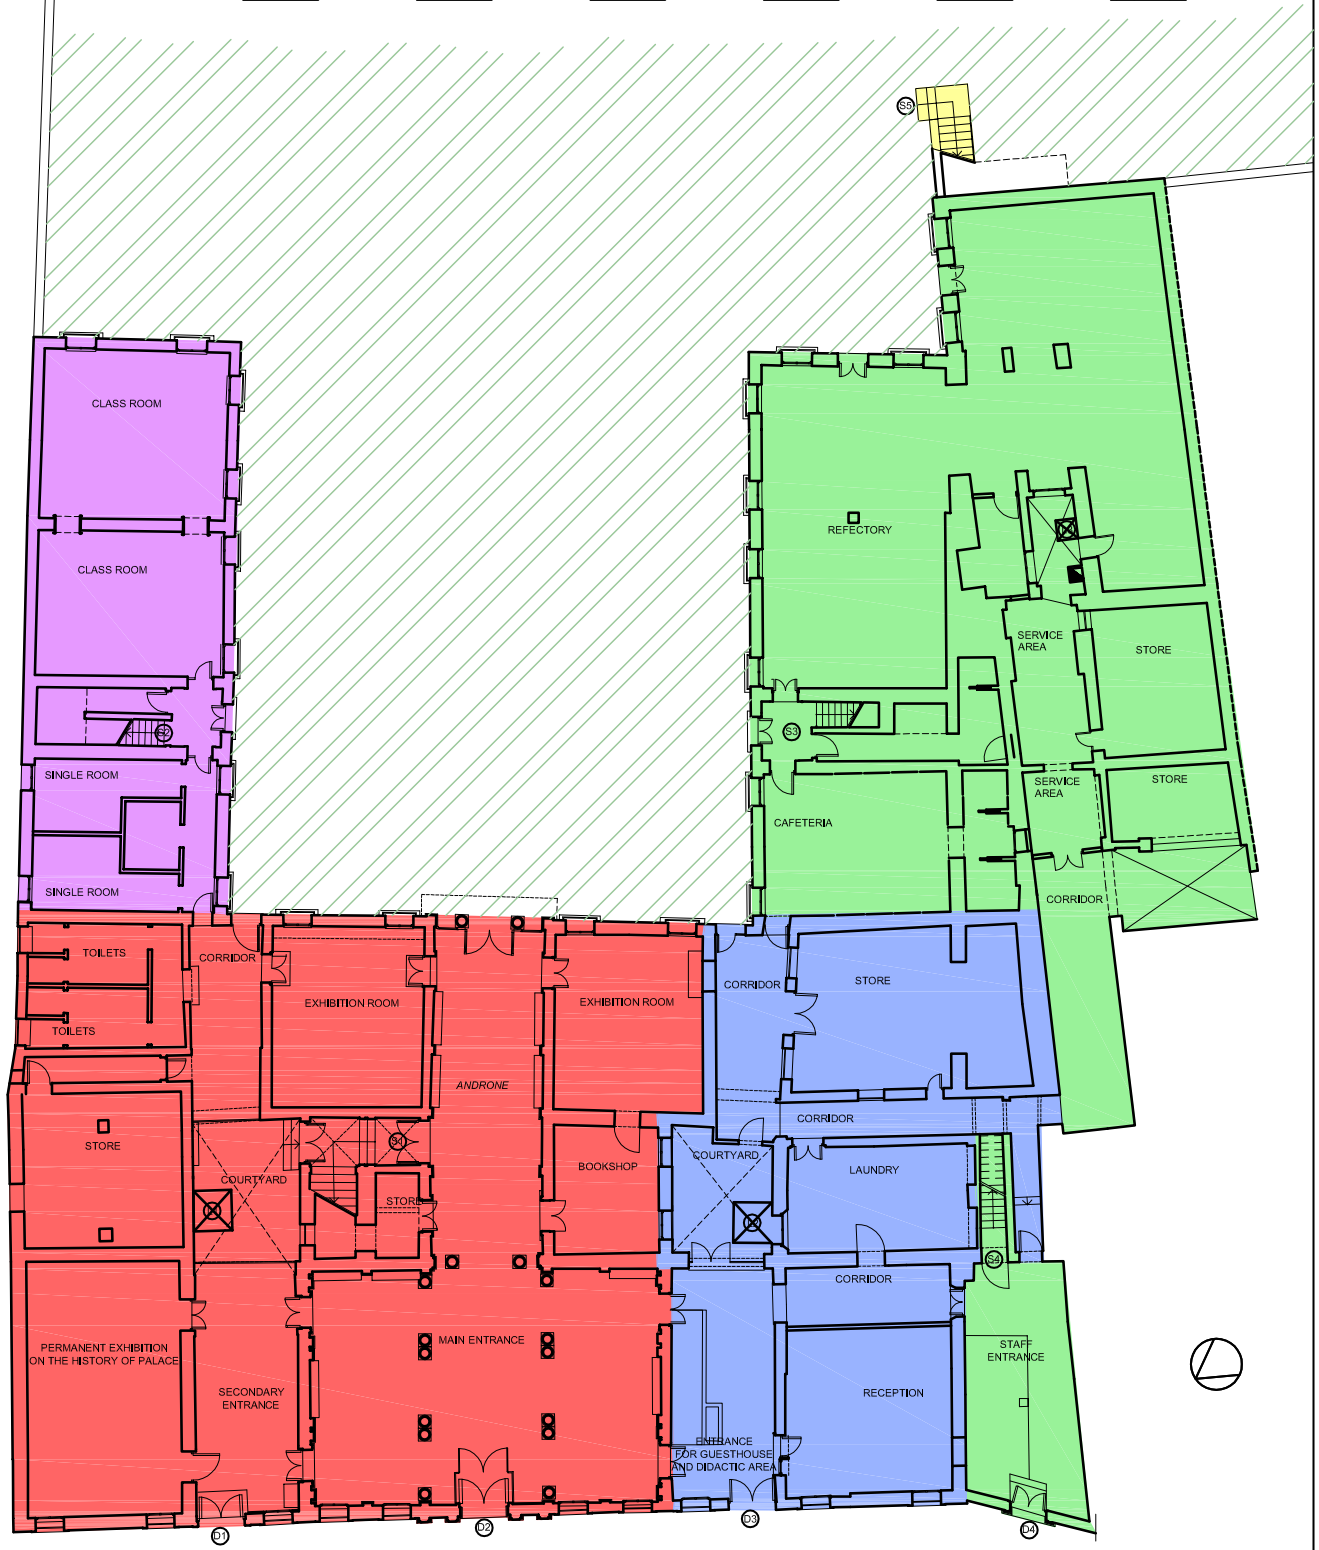 S5
CLASS ROOM
CLASS ROOM
REFECTORY
SERVICE
AREA
STORE
S2
S3
SINGLE ROOM
SERVICE
AREA
STORE
CAFETERIA
SINGLE ROOM
CORRIDOR
TOILETS
CORRIDOR
EXHIBITION ROOM
EXHIBITION ROOM
CORRIDOR
STORE
TOILETS
ANDRONE
STORE
S1
CORRIDOR
COURTYARD
BOOKSHOP
COURTYARD
LAUNDRY
STORE
S4
CORRIDOR
MAIN ENTRANCE
PERMANENT EXHIBITION
ON THE HISTORY OF PALACE
STAFF
ENTRANCE
SECONDARY
ENTRANCE
RECEPTION
ENTRANCE
FOR GUESTHOUSE
AND DIDACTIC AREA
D1
D2
D3
D4